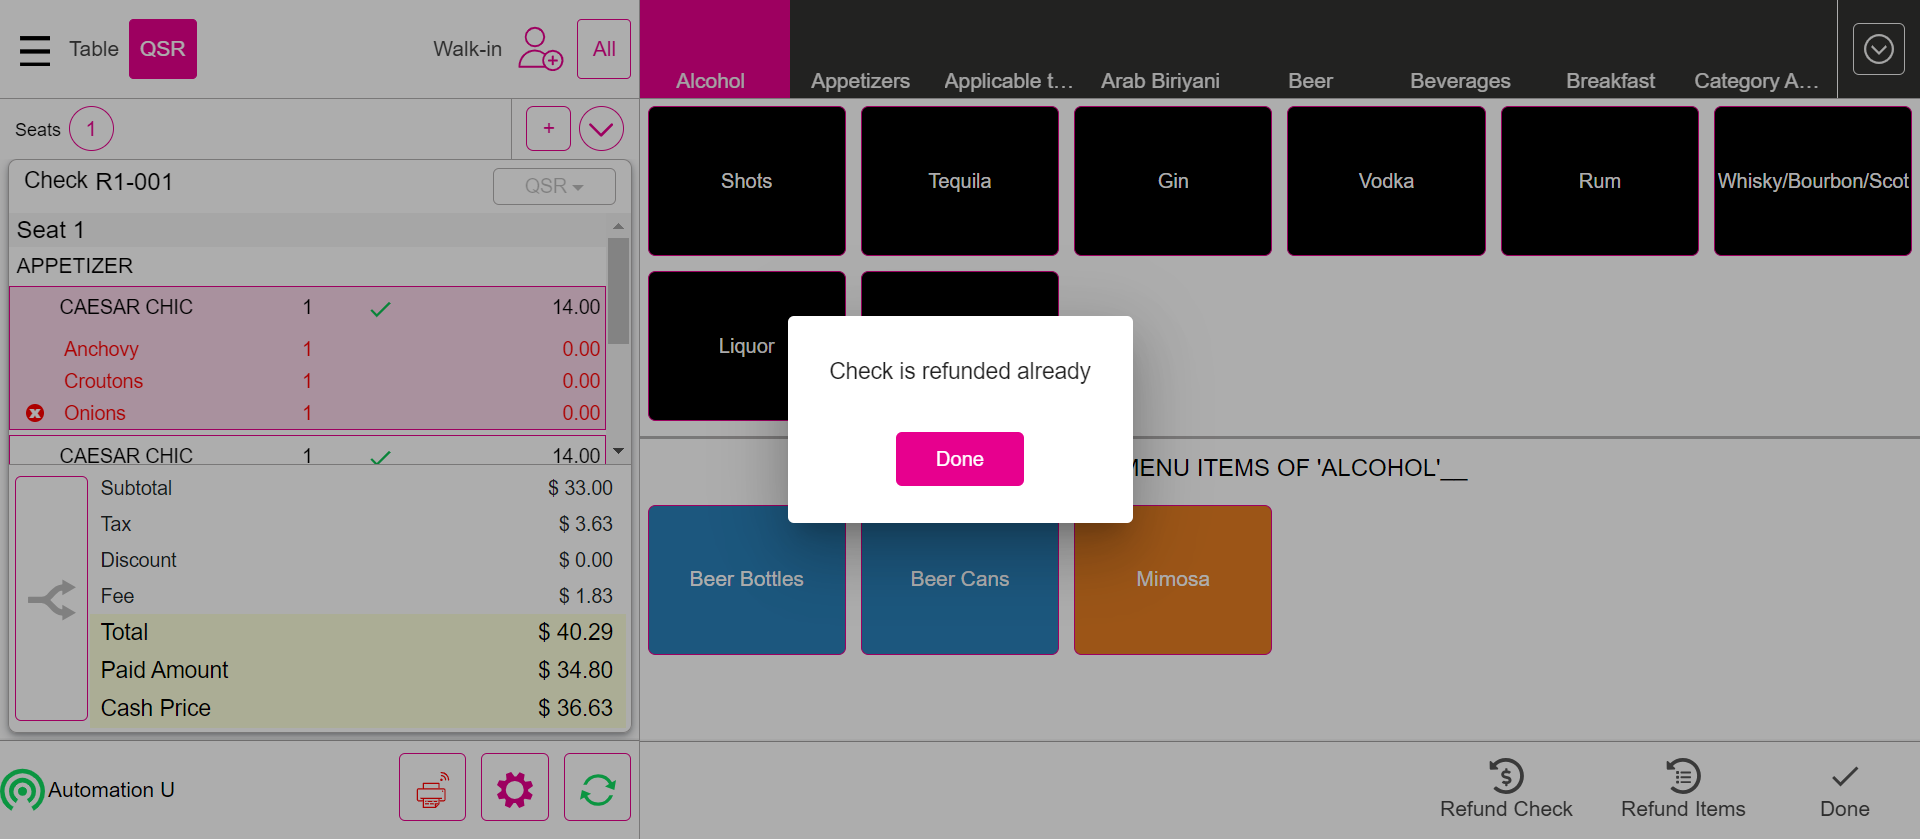 Table
QSR
Walk-in
All
Alcohol
Appetizers
Applicable t...
Arab Biriyani
Beer
Beverages
Breakfast
Category A...
Seats
1
+
Check R1-001
QSR
Seat 1
APPETIZER
CAESAR CHIC 1 14.00
Anchovy 1 0.00
Croutons 1 0.00
Onions 1 0.00
CAESAR CHIC 1 14.00
Subtotal $ 33.00
Tax $ 3.63
Discount $ 0.00
Fee $ 1.83
Total $ 40.29
Paid Amount $ 34.80
Cash Price $ 36.63
Automation U
Shots
Tequila
Gin
Vodka
Rum
Whisky/Bourbon/Scot
Liquor
Check is refunded already
Done
MENU ITEMS OF 'ALCOHOL'__
Beer Bottles
Beer Cans
Mimosa
Refund Check
Refund Items
Done